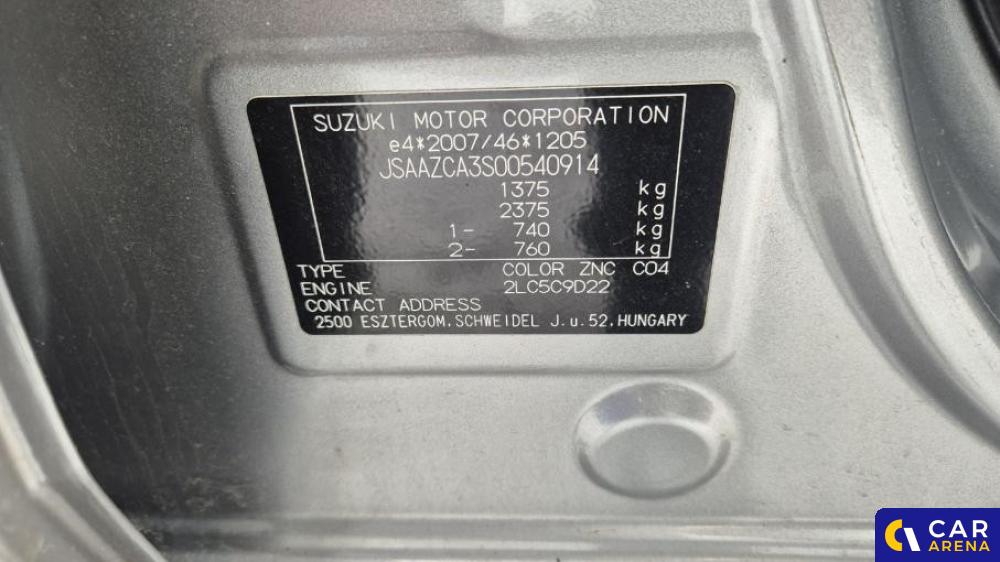 SUZUKI MOTOR CORPORATION
e4*2007/46*1205
JSAAZCA3S00540914
1375 kg
2375 kg
1- 740 kg
2- 760 kg
TYPE COLOR ZNC C04
ENGINE 2LC5C9D22
CONTACT ADDRESS
2500 ESZTERGOM, SCHWEIDEL J.u.52, HUNGARY
CAR
ARENA